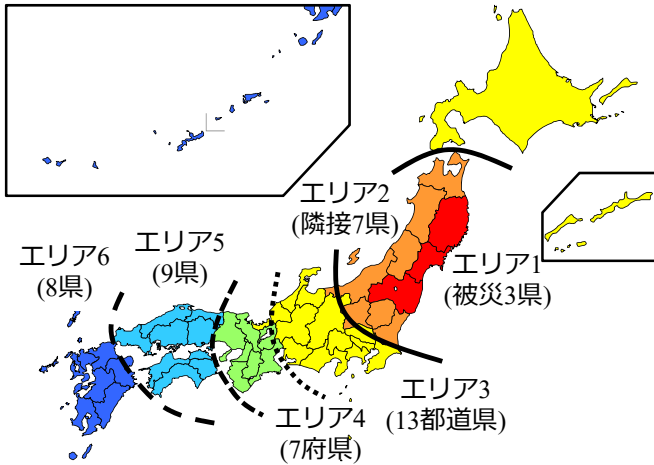 エリア2
(隣接7県)
エリア1
(被災3県)
エリア5
(9県)
エリア6
(8県)
エリア3
(13都道県)
エリア4
(7府県)